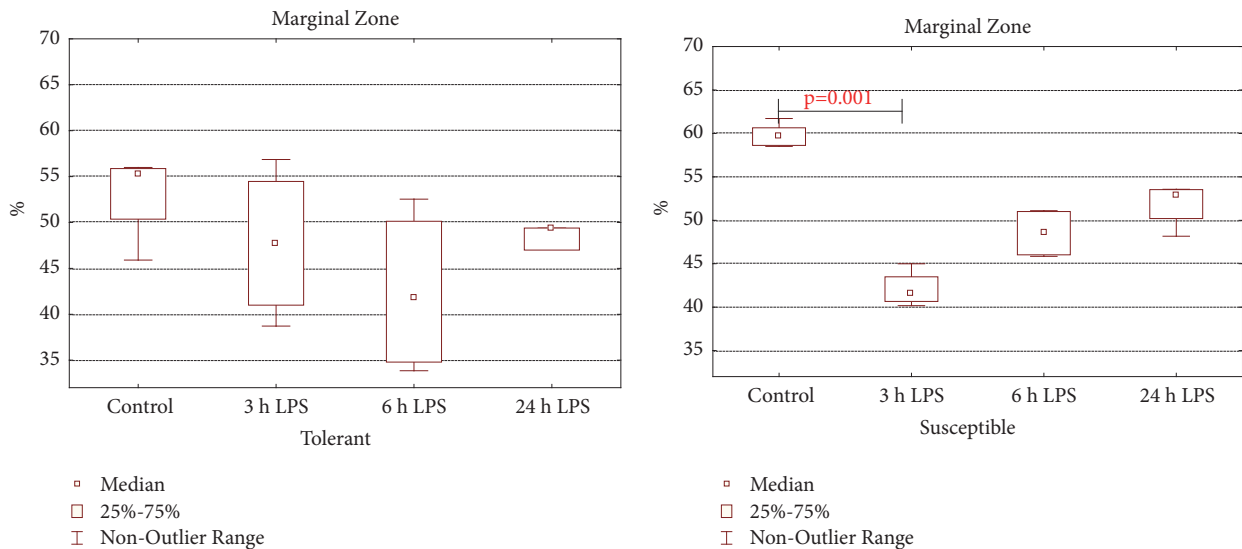 Marginal Zone
70
65
60
55
50
45
40
35
%
Control 3 h LPS 6 h LPS 24 h LPS
Tolerant
Median
25%-75%
Non-Outlier Range
Marginal Zone
70
65
60
55
50
45
40
35
%
p=0.001
Control 3 h LPS 6 h LPS 24 h LPS
Susceptible
Median
25%-75%
Non-Outlier Range